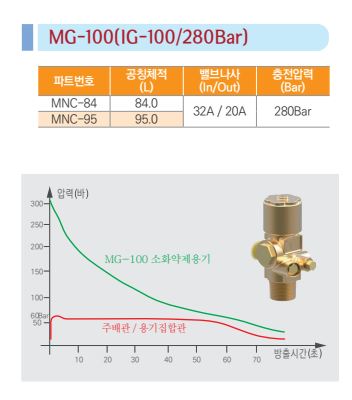 MG-100(IG-100/280Bar)
파트번호 공칭체적 (L) 밸브나사 (In/Out) 충전압력 (Bar)
MNC-84 84.0 32A / 20A 280Bar
MNC-95 95.0
압력(바)
300
250
200
150
100
60Bar
50
MG-100 소화약제용기
주배관 / 용기집합관
10 20 30 40 50 60 70 방출시간(초)